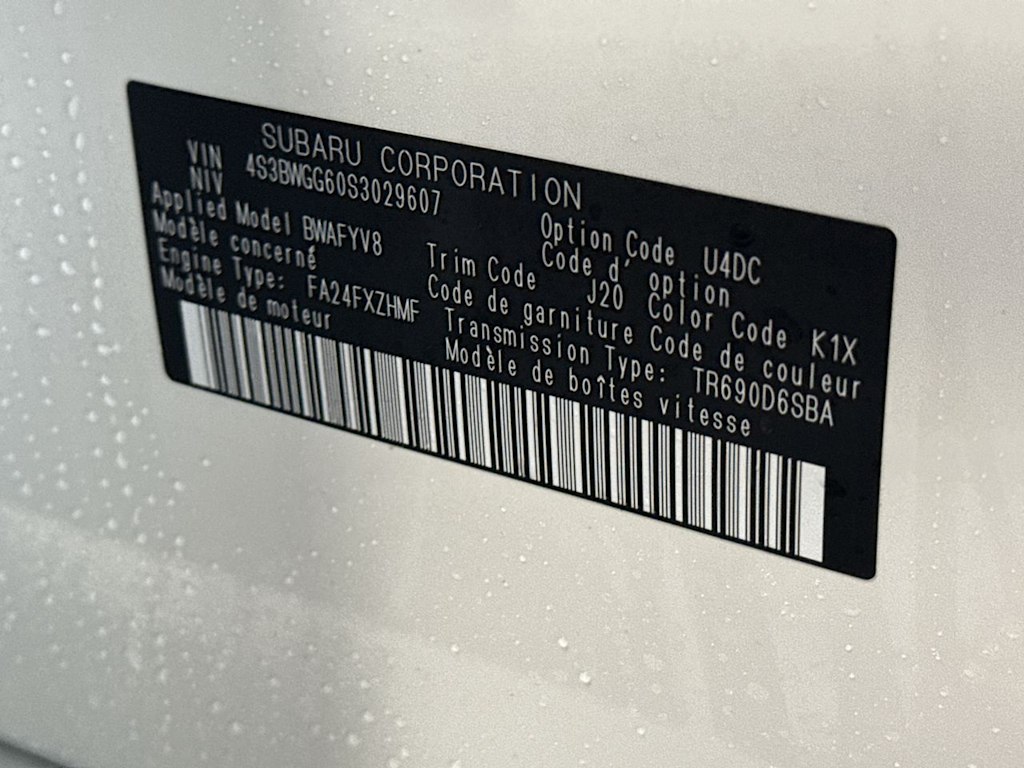 SUBARU CORPORATION
VIN 4S3BWGG60S3029607
NIV
Applied Model BWAFYV8 Option Code U4DC
Modèle concerné Code d' option
Engine Type: FA24FXZHMF Trim Code J20 Color Code K1X
Modèle de moteur Code de garniture Code de couleur
Transmission Type: TR690D6SBA
Modèle de boîtes vitesse